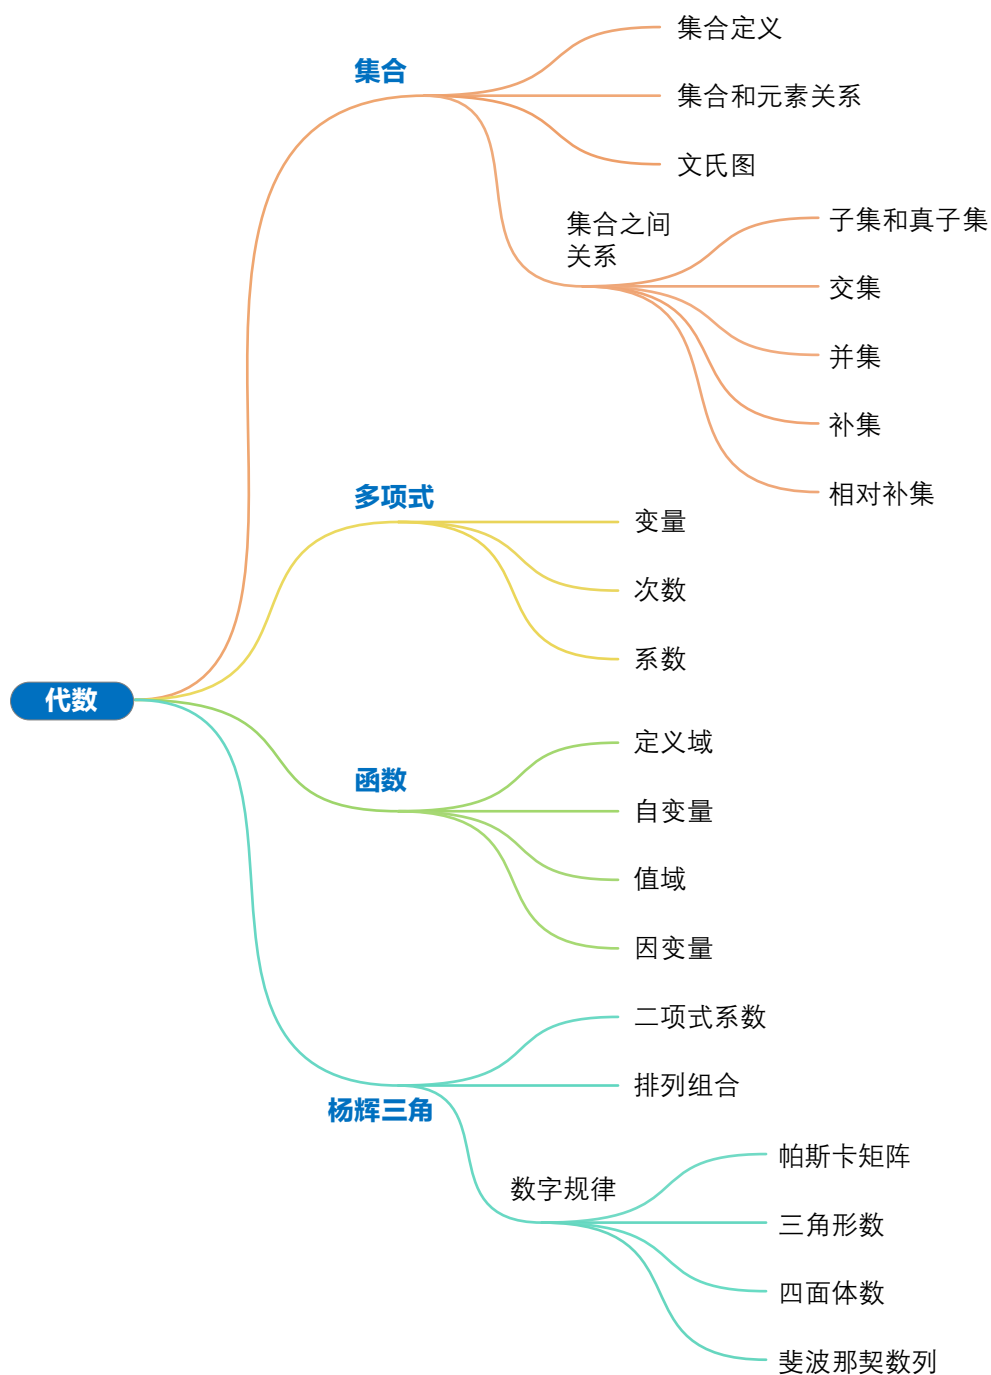 代数
集合
集合定义
集合和元素关系
文氏图
集合之间
关系
子集和真子集
交集
并集
补集
相对补集
多项式
变量
次数
系数
函数
定义域
自变量
值域
因变量
杨辉三角
二项式系数
排列组合
数字规律
帕斯卡矩阵
三角形数
四面体数
斐波那契数列